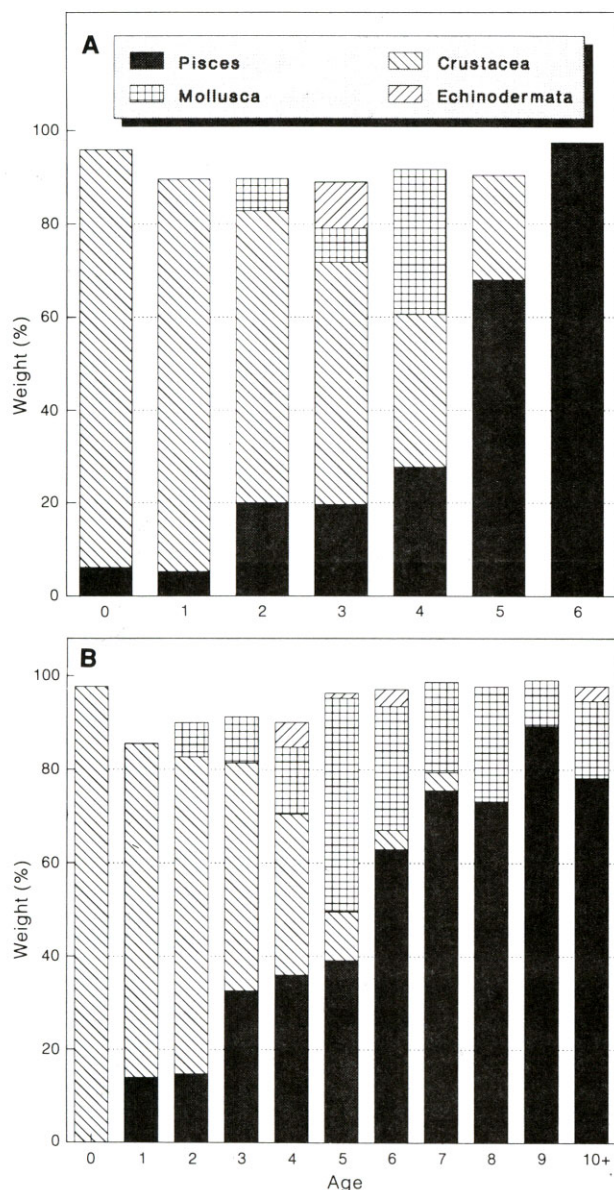 A
Pisces Crustacea
Mollusca Echinodermata
100
80
60
40
20
0
Weight (%)
0 1 2 3 4 5 6
B
100
80
60
40
20
0
Weight (%)
0 1 2 3 4 5 6 7 8 9 10+
Age